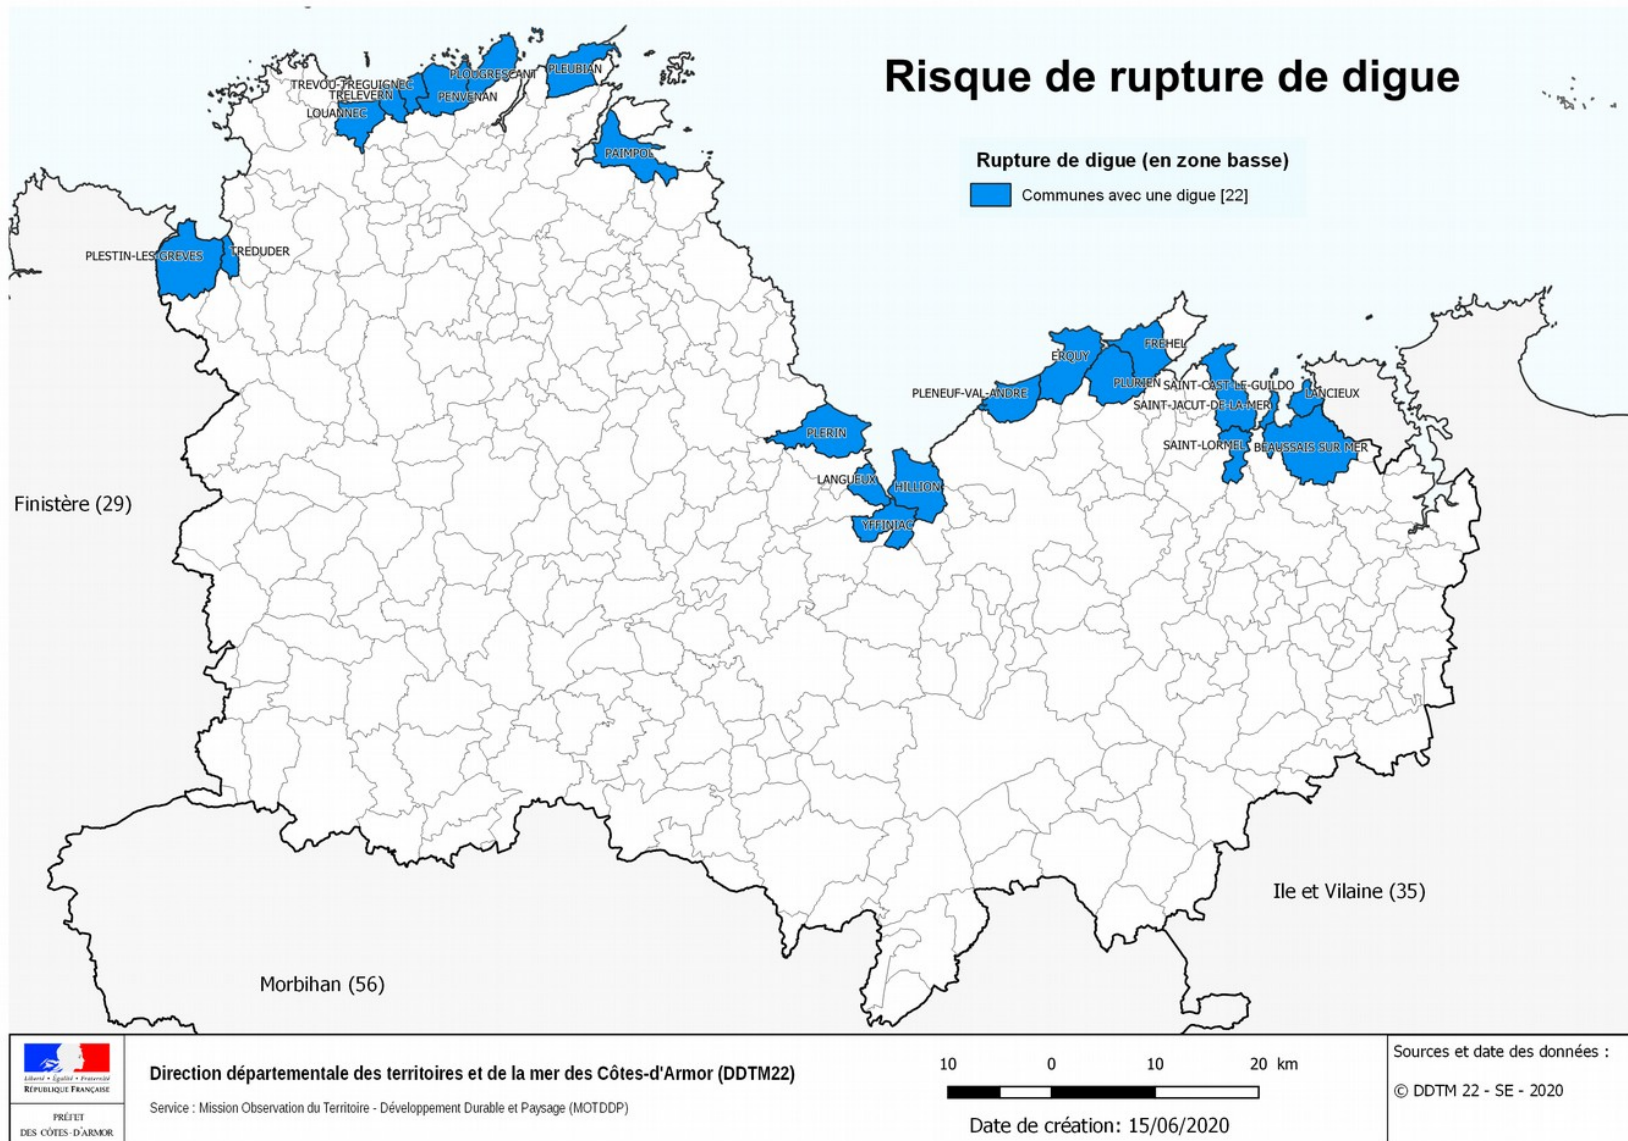 Risque de rupture de digue
Rupture de digue (en zone basse)
Communes avec une digue [22]
TREVOU-TREGUIGNEC
TRELEVERN
LOUANNEC
PLOUGRESCANT
PENVENAN
PLEUBIAN
PAIMPOL
PLESTIN-LES-GREVES
TREDUDER
PLERIN
LANGUEUX
HILLION
YFFINIAC
PLENEUF-VAL-ANDRE
ERQUY
FREHEL
PLURIEN
SAINT-CAST-LE-GUILDO
SAINT-JACUT-DE-LA-MER
LANCIEUX
SAINT-LORMEL
BEAUSSAIS SUR MER
Finistère (29)
Morbihan (56)
Ile et Vilaine (35)
Liberté • Égalité • Fraternité
RÉPUBLIQUE FRANÇAISE
PRÉFET
DES CÔTES-D'ARMOR
Direction départementale des territoires et de la mer des Côtes-d'Armor (DDTM22)
Service : Mission Observation du Territoire - Développement Durable et Paysage (MOTDDP)
10 0 10 20 km
Date de création: 15/06/2020
Sources et date des données :
© DDTM 22 - SE - 2020